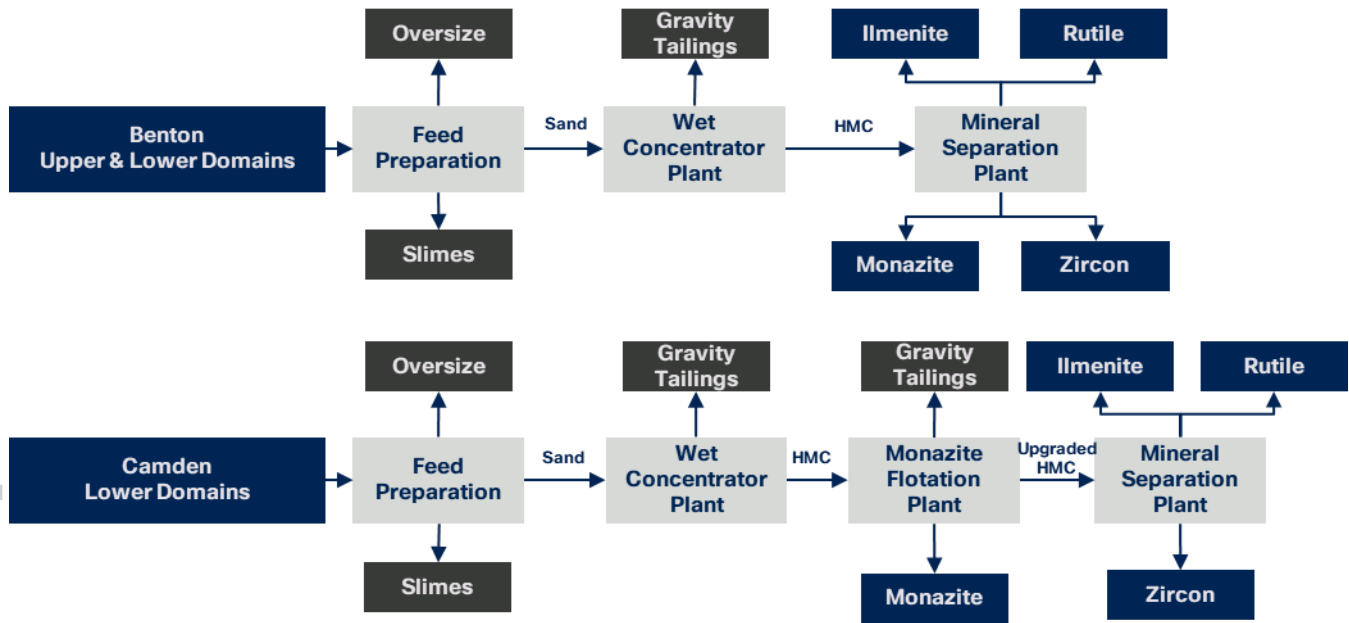 Oversize
Gravity
Tailings
Ilmenite
Rutile
Benton
Upper & Lower Domains
Feed
Preparation
Sand
Wet
Concentrator
Plant
HMC
Mineral
Separation
Plant
Slimes
Monazite
Zircon
Oversize
Gravity
Tailings
Gravity
Tailings
Ilmenite
Rutile
Camden
Lower Domains
Feed
Preparation
Sand
Wet
Concentrator
Plant
HMC
Monazite
Flotation
Plant
Upgraded
HMC
Mineral
Separation
Plant
Slimes
Monazite
Zircon